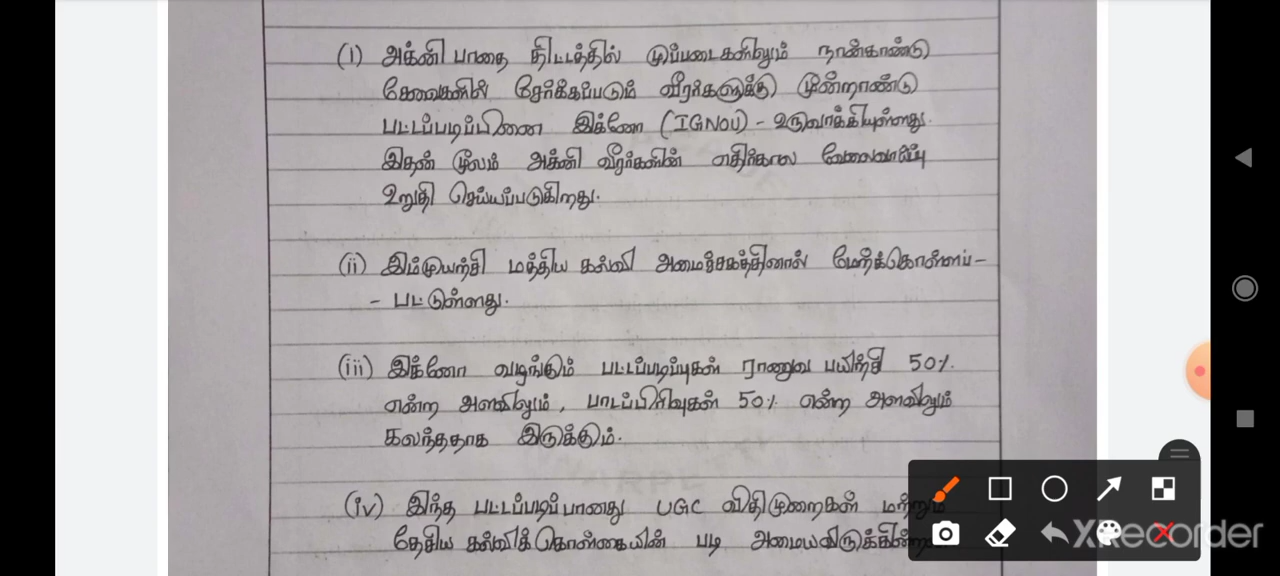 (i) அக்னி பாதை திட்டத்தில் முப்படைகளிலும் நான்காண்டு
சேவைகளில் சேர்க்கப்படும் வீரர்களுக்கு மூன்றாண்டு
பட்டப்படிப்பினை இக்னோ (IGNOU) - உருவாக்கியுள்ளது.
இதன் மூலம் அக்னி வீரர்களின் எதிர்கால வேலைவாய்ப்பு
உறுதி செய்யப்படுகிறது.
(ii) இம்முயற்சி மத்திய கல்வி அமைச்சகத்தினால் மேற்க்கொள்ளப் -
- பட்டுள்ளது.
(iii) இக்னோ வழங்கும் பட்டப்படிப்புகள் ராணுவ பயிற்சி 50%.
என்ற அளவிலும், பாடப்பிரிவுகள் 50% என்ற அளவிலும்
கலந்ததாக இருக்கும்.
(iv) இந்த பட்டப்படிப்பானது UGC விதிமுறைகள் மற்றும்
தேசிய கல்விக் கொள்கையின் படி
XRecorder